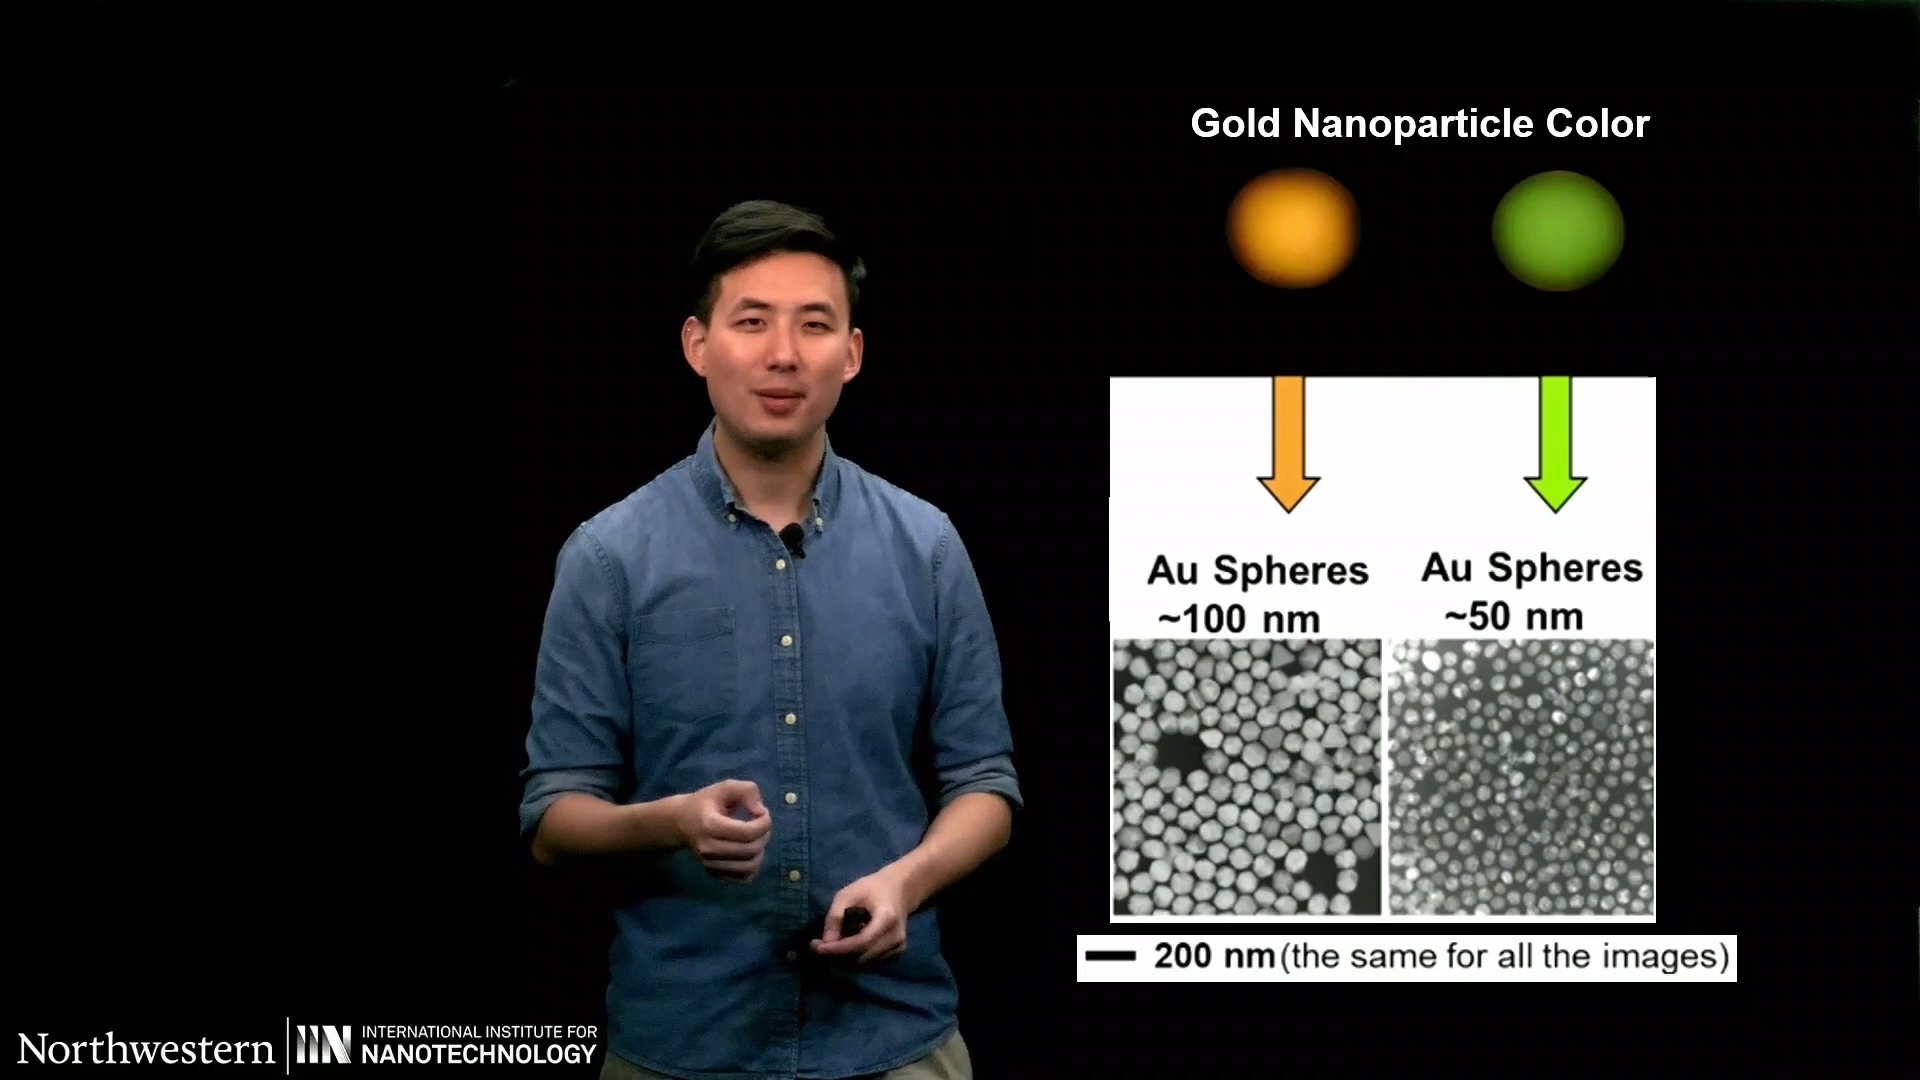 Gold Nanoparticle Color
Au Spheres
~100 nm
Au Spheres
~50 nm
200 nm (the same for all the images)
Northwestern
INTERNATIONAL INSTITUTE FOR
NANOTECHNOLOGY